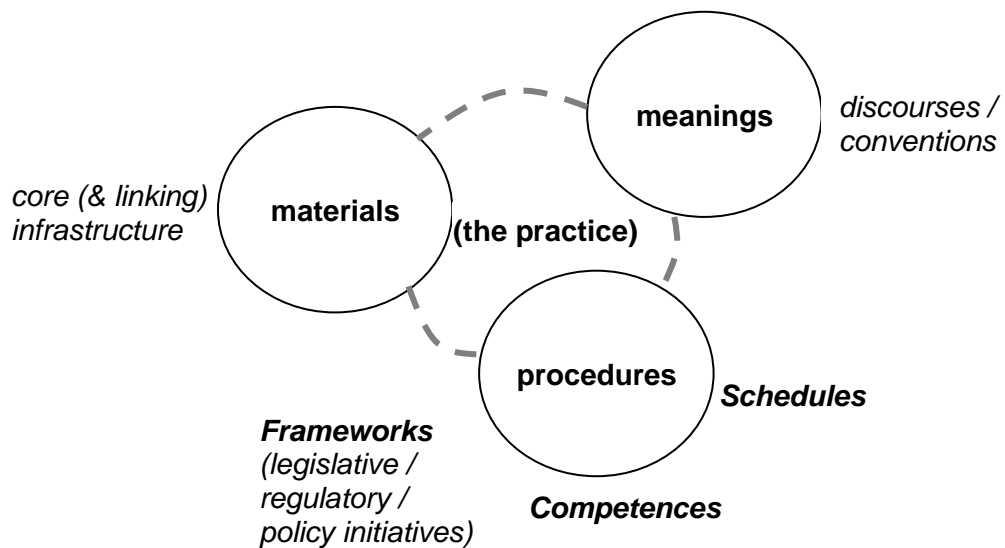 meanings
discourses /
conventions
core (& linking)
infrastructure
materials
(the practice)
procedures
Schedules
Frameworks
(legislative /
regulatory /
policy initiatives)
Competences